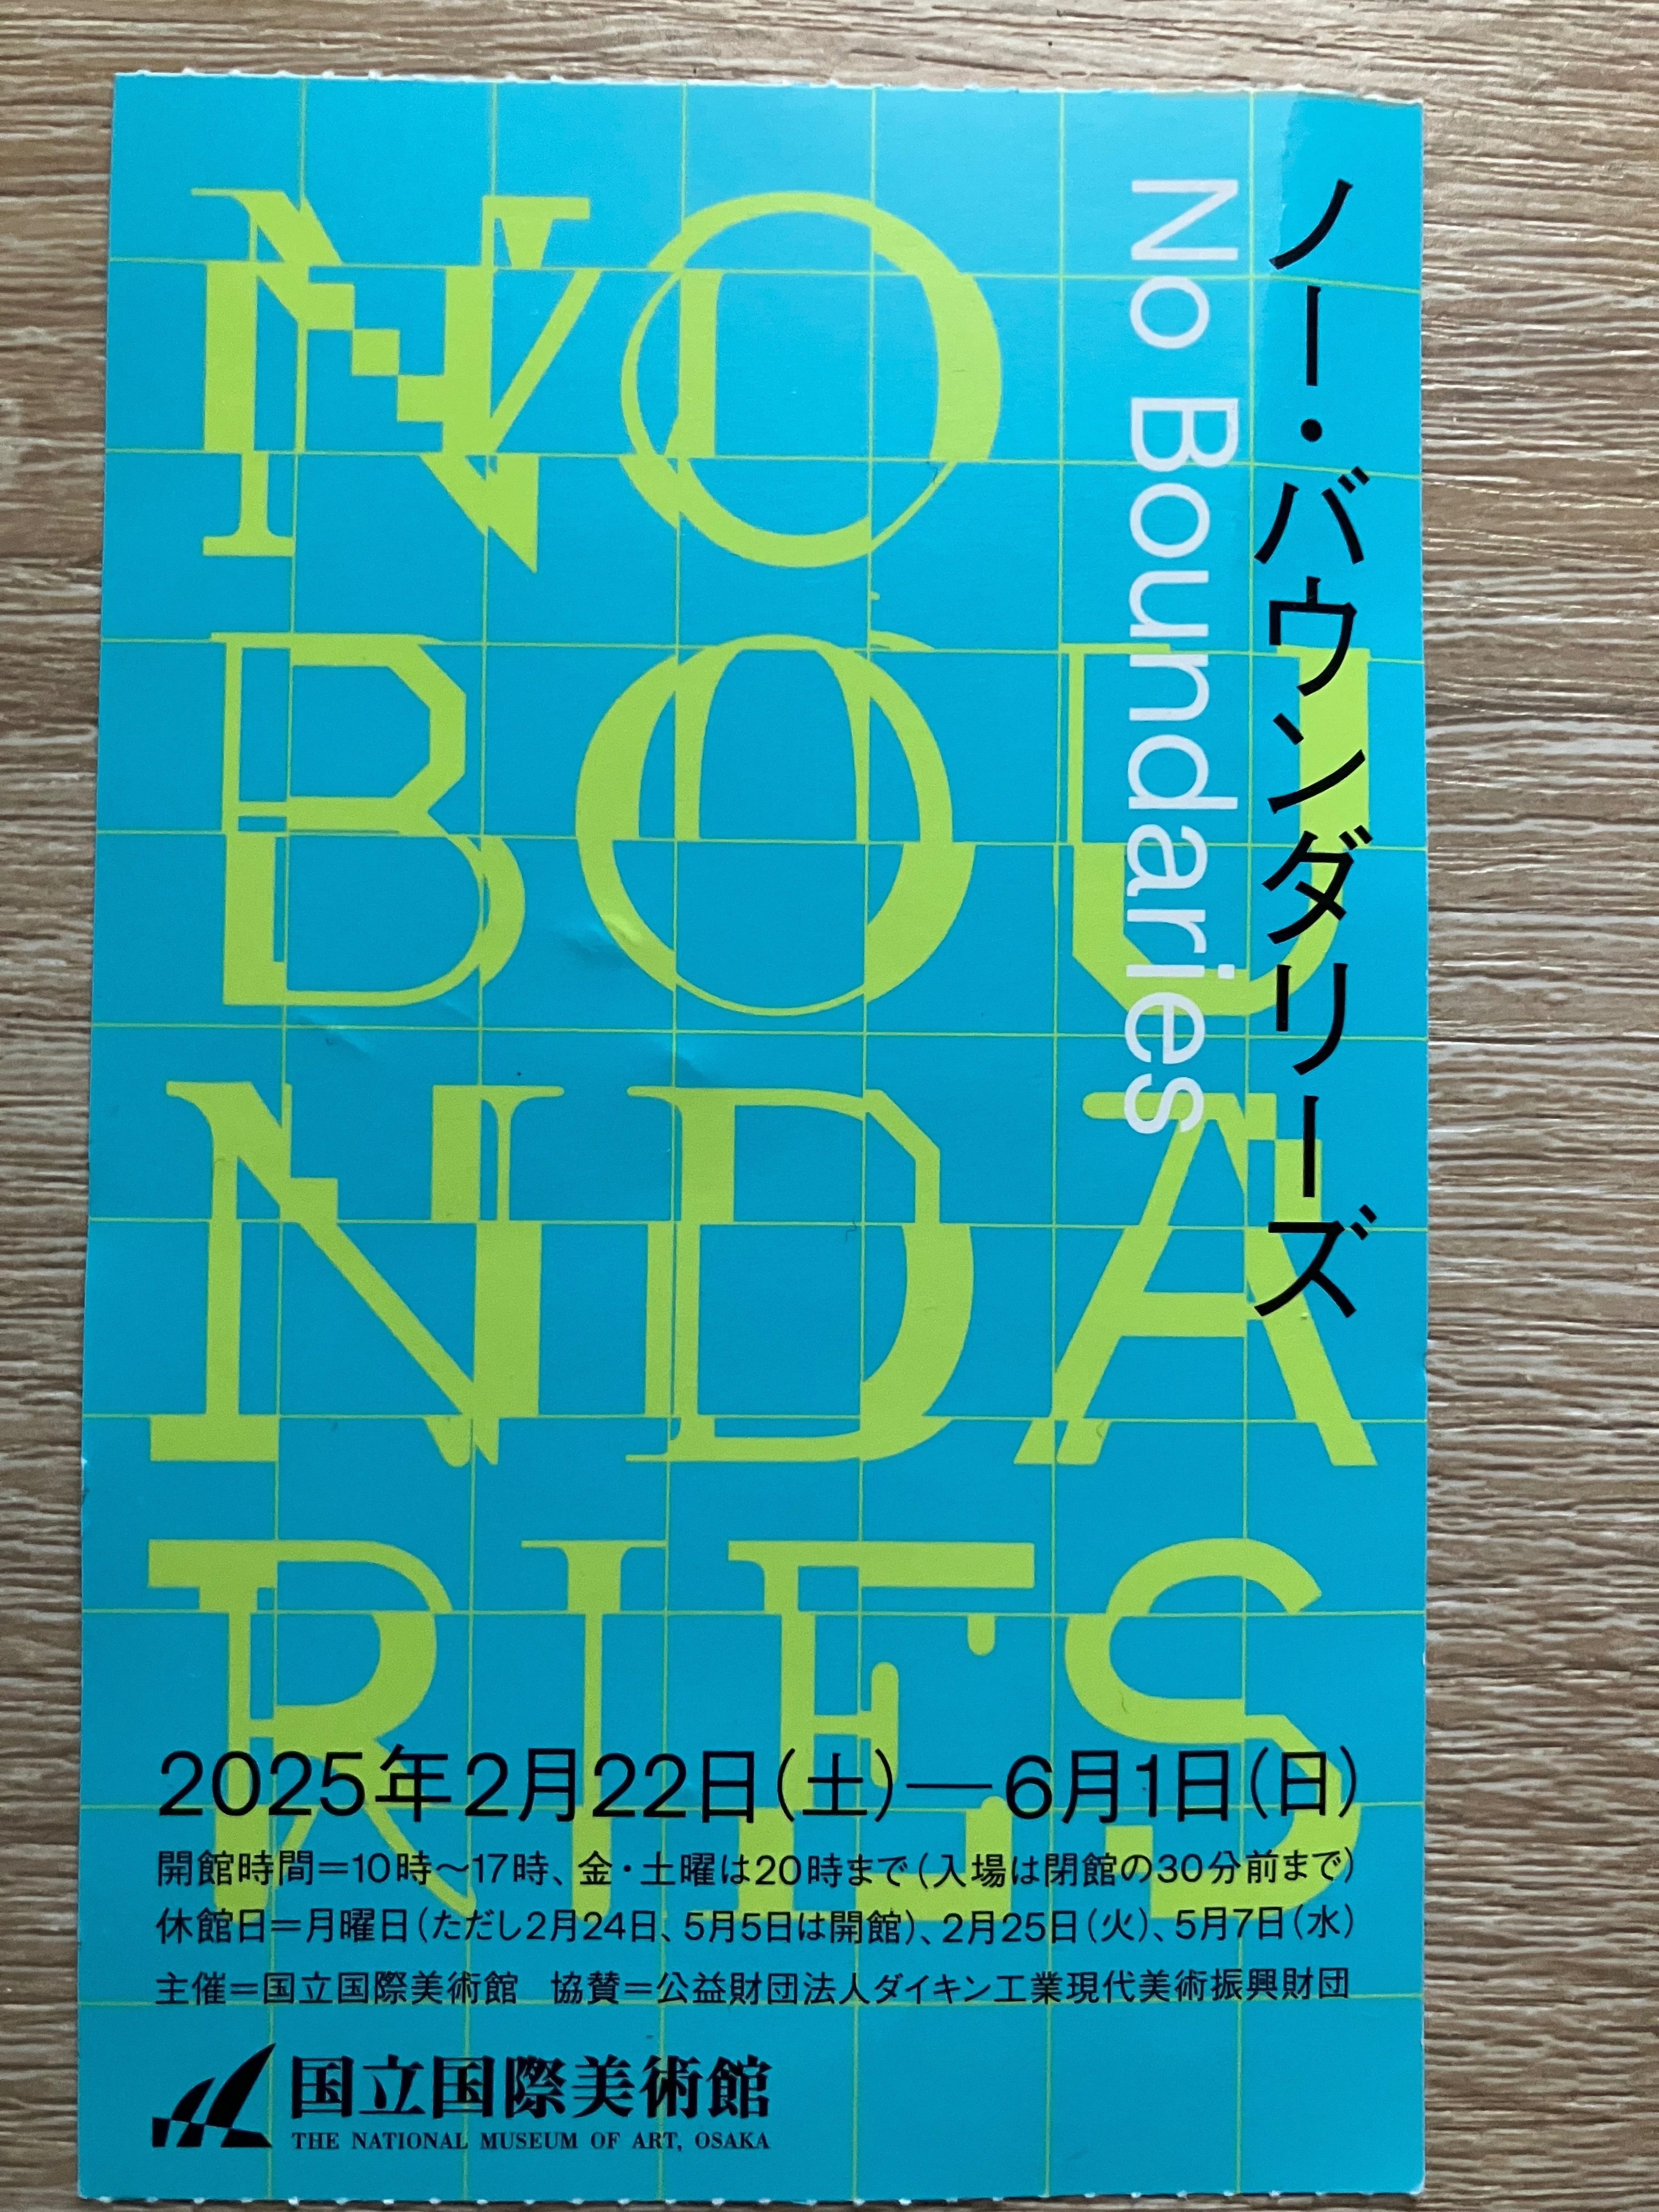 ノー・バウンダリーズ
No Boundaries
NO
BOU
NDA
RIES
2025年2月22日(土)—6月1日(日)
開館時間=10時〜17時、金・土曜は20時まで(入場は閉館の30分前まで)
休館日=月曜日(ただし2月24日、5月5日は開館)、2月25日(火)、5月7日(水)
主催=国立国際美術館 協賛=公益財団法人ダイキン工業現代美術振興財団
国立国際美術館
THE NATIONAL MUSEUM OF ART, OSAKA